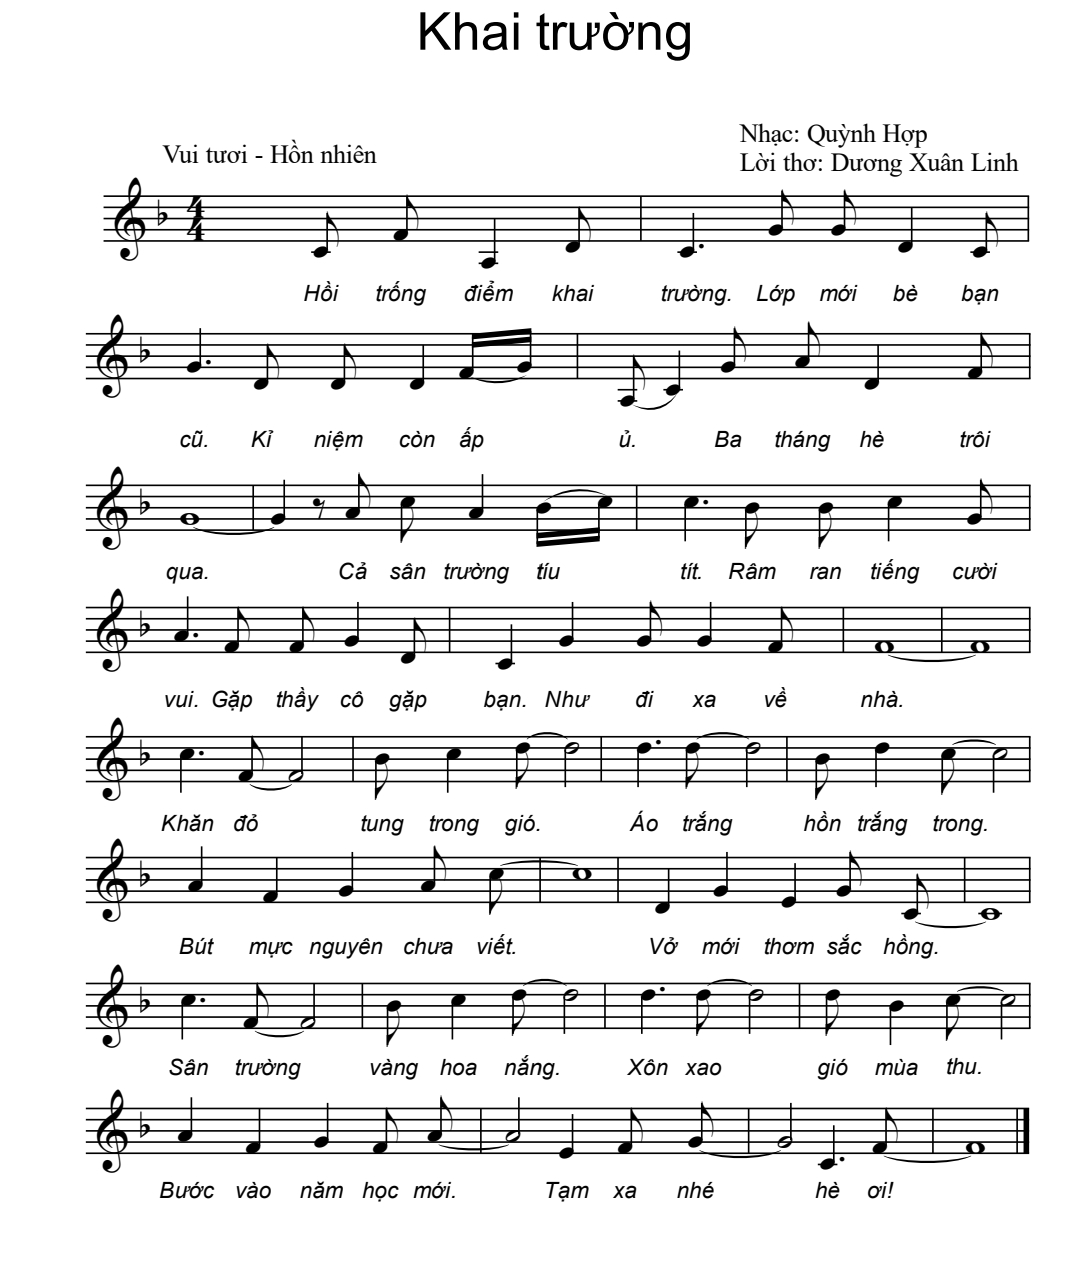 Khai trường
Nhạc: Quỳnh Hợp
Vui tươi - Hồn nhiên
Lời thơ: Dương Xuân Linh
4
4
Hồi trống điểm khai trường. Lớp mới bè bạn
cũ. Kỉ niệm còn ấp ủ. Ba tháng hè trôi
qua. Cả sân trường tíu tít. Râm ran tiếng cười
vui. Gặp thầy cô gặp bạn. Như đi xa về nhà.
Khăn đỏ tung trong gió. Áo trắng hồn trắng trong.
Bút mực nguyên chưa viết. Vở mới thơm sắc hồng.
Sân trường vàng hoa nắng. Xôn xao gió mùa thu.
Bước vào năm học mới. Tạm xa nhé hè ơi!